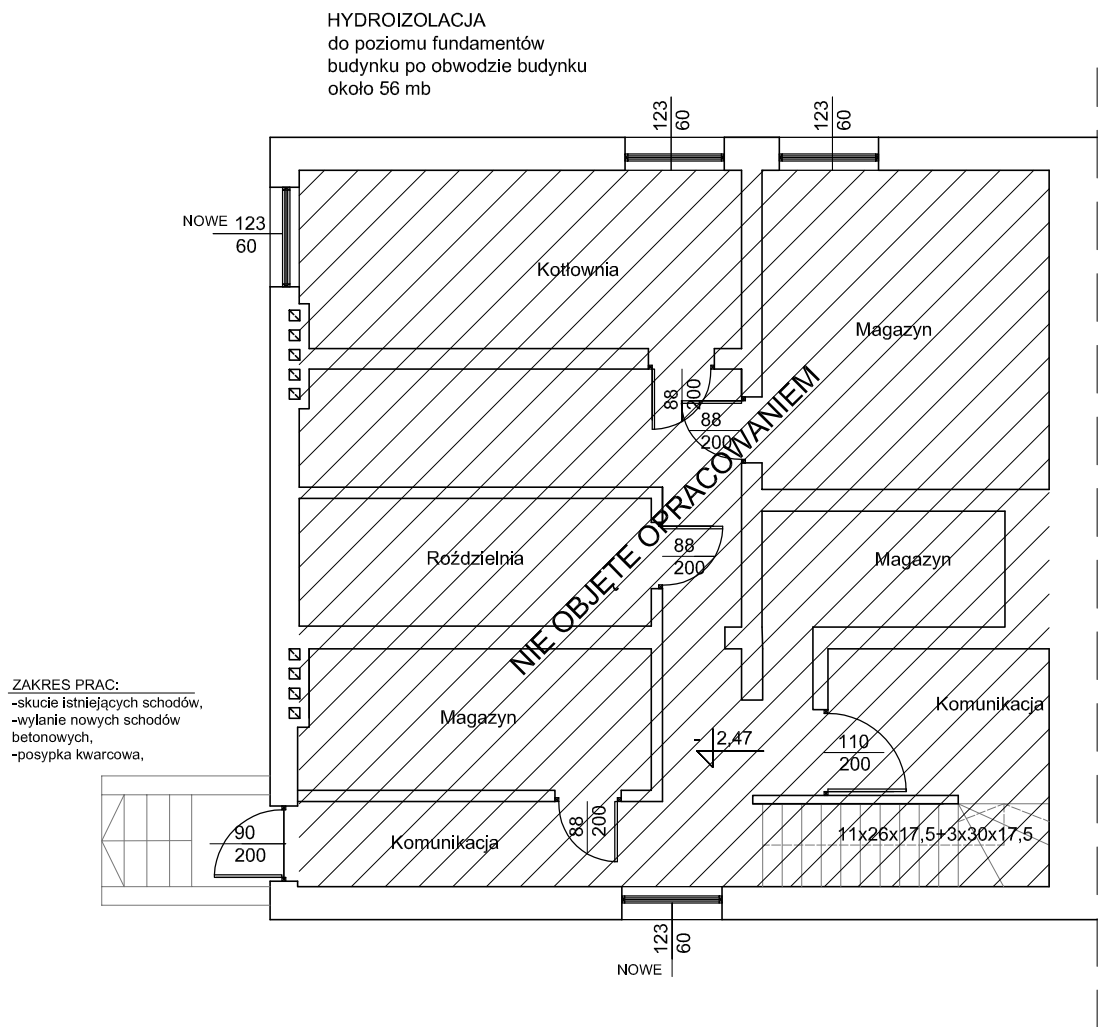 HYDROIZOLACJA
do poziomu fundamentów
budynku po obwodzie budynku
około 56 mb
123
60
123
60
NOWE 123
60
Kotłownia
Magazyn
88
200
88
200
NIE OBJĘTE OPRACOWANIEM
Roździelnia
88
200
Magazyn
ZAKRES PRAC:
-skucie istniejących schodów,
-wylanie nowych schodów
betonowych,
-posypka kwarcowa,
Magazyn
Komunikacja
- 2,47
110
200
90
200
Komunikacja
88
200
11x26x17,5+3x30x17,5
123
60
NOWE